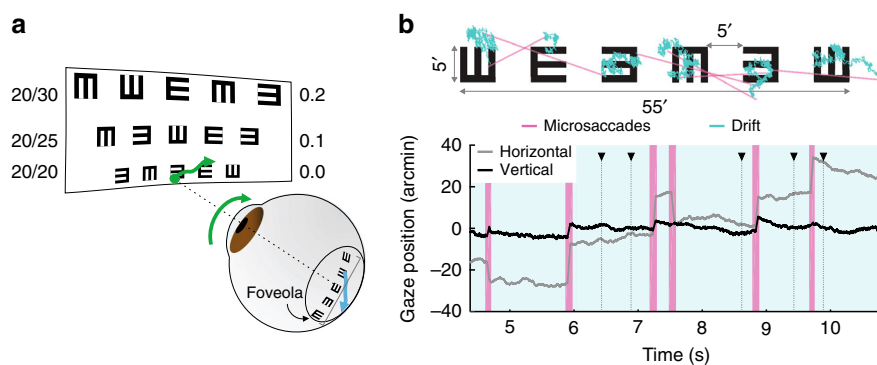 a
20/30 0.2
20/25 0.1
20/20 0.0
Foveola
b
5′
5′
55′
Microsaccades Drift
Horizontal
Vertical
Gaze position (arcmin)
40
20
0
−20
−40
5 6 7 8 9 10
Time (s)